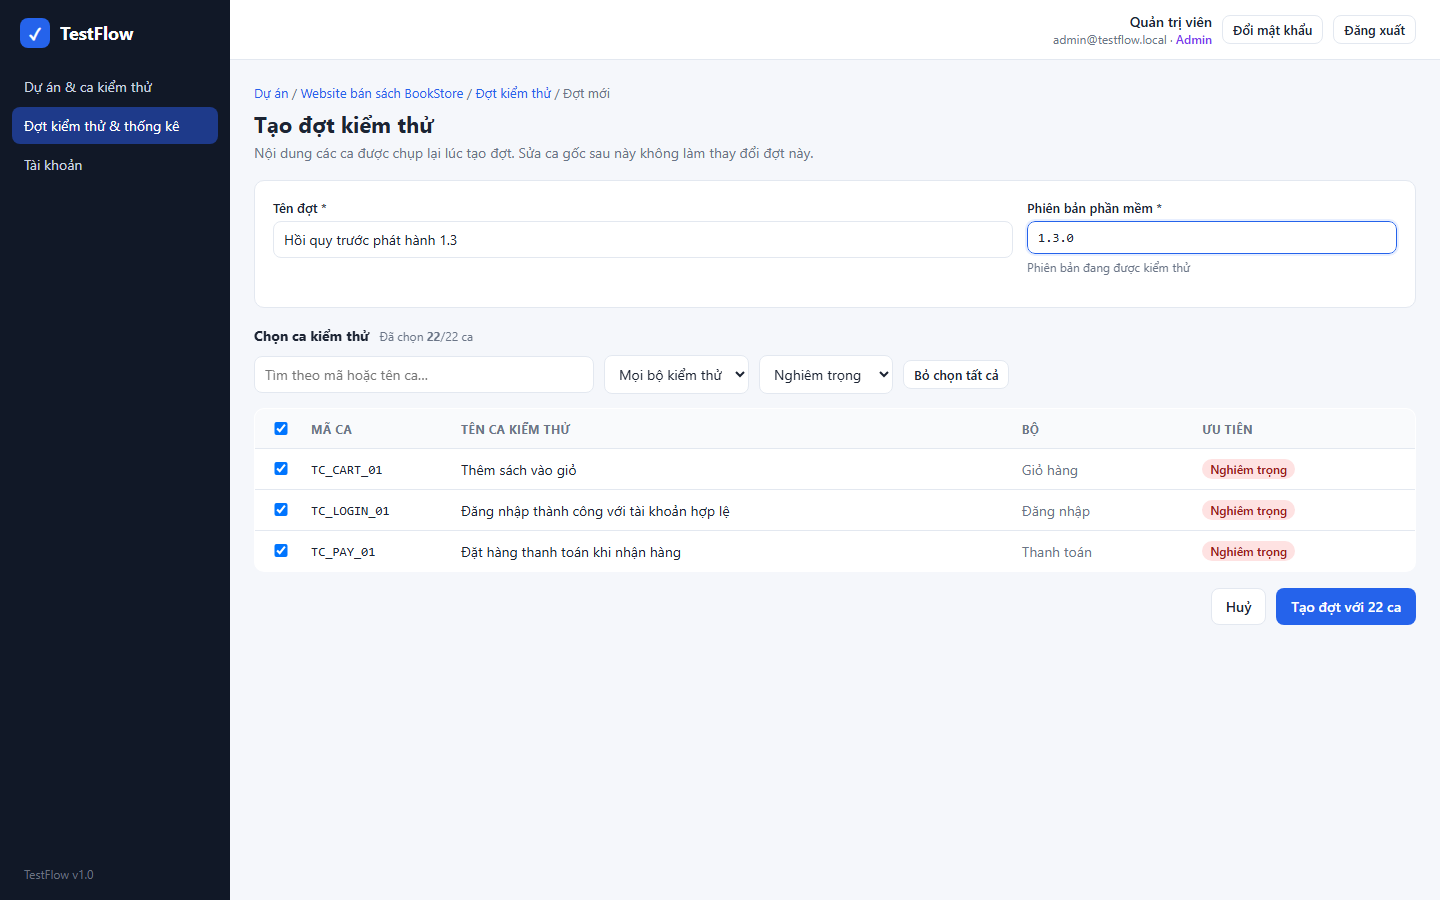 TestFlow
Quản trị viên
admin@testflow.local · Admin
Đổi mật khẩu
Đăng xuất
Dự án & ca kiểm thử
Đợt kiểm thử & thống kê
Tài khoản
Dự án / Website bán sách BookStore / Đợt kiểm thử / Đợt mới
Tạo đợt kiểm thử
Nội dung các ca được chụp lại lúc tạo đợt. Sửa ca gốc sau này không làm thay đổi đợt này.
Tên đợt *
Hồi quy trước phát hành 1.3
Phiên bản phần mềm *
1.3.0
Phiên bản đang được kiểm thử
Chọn ca kiểm thử Đã chọn 22/22 ca
Tìm theo mã hoặc tên ca... Mọi bộ kiểm thử Nghiêm trọng Bỏ chọn tất cả
MÃ CA TÊN CA KIỂM THỬ BỘ ƯU TIÊN
TC_CART_01 Thêm sách vào giỏ Giỏ hàng Nghiêm trọng
TC_LOGIN_01 Đăng nhập thành công với tài khoản hợp lệ Đăng nhập Nghiêm trọng
TC_PAY_01 Đặt hàng thanh toán khi nhận hàng Thanh toán Nghiêm trọng
Huỷ Tạo đợt với 22 ca
TestFlow v1.0